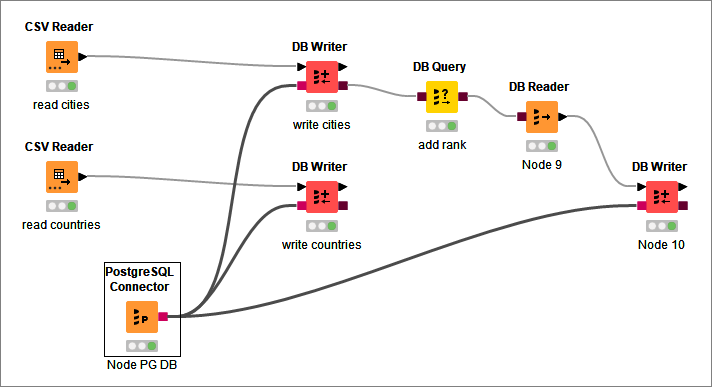 CSV Reader
read cities
DB Writer
write cities
DB Query
?
add rank
DB Reader
Node 9
CSV Reader
read countries
DB Writer
write countries
DB Writer
Node 10
PostgreSQL
Connector
P
Node PG DB